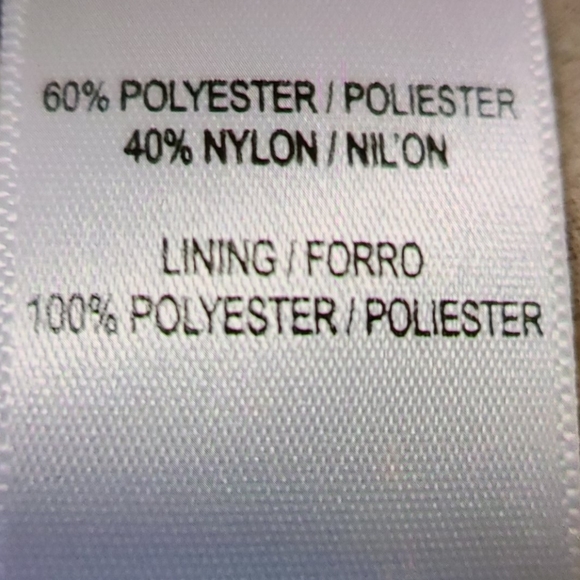 60% POLYESTER / POLIESTER
40% NYLON / NIL'ON
LINING / FORRO
100% POLYESTER / POLIESTER